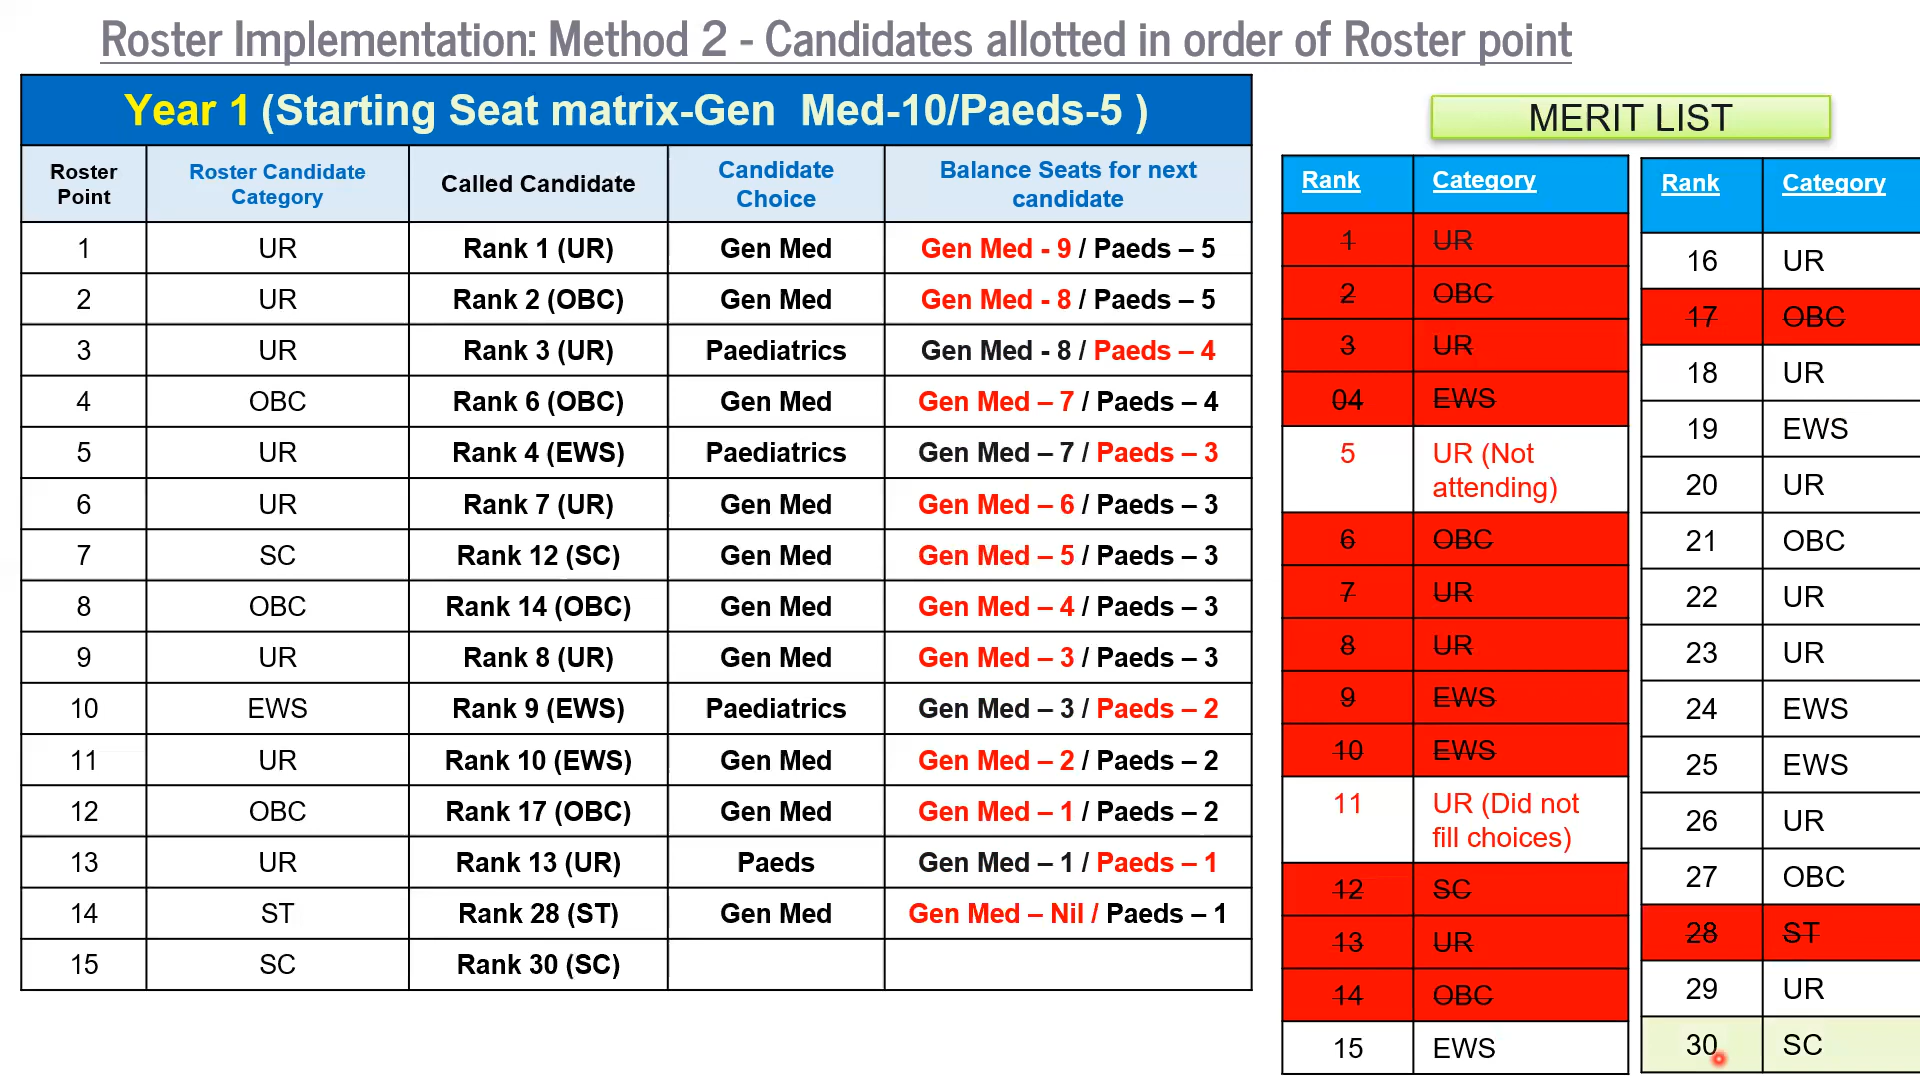 Roster Implementation: Method 2 - Candidates allotted in order of Roster point
Year 1 (Starting Seat matrix-Gen Med-10/Paeds-5 )
Roster Point | Roster Candidate Category | Called Candidate | Candidate Choice | Balance Seats for next candidate
1 | UR | Rank 1 (UR) | Gen Med | Gen Med - 9 / Paeds – 5
2 | UR | Rank 2 (OBC) | Gen Med | Gen Med - 8 / Paeds – 5
3 | UR | Rank 3 (UR) | Paediatrics | Gen Med - 8 / Paeds – 4
4 | OBC | Rank 6 (OBC) | Gen Med | Gen Med – 7 / Paeds – 4
5 | UR | Rank 4 (EWS) | Paediatrics | Gen Med – 7 / Paeds – 3
6 | UR | Rank 7 (UR) | Gen Med | Gen Med – 6 / Paeds – 3
7 | SC | Rank 12 (SC) | Gen Med | Gen Med – 5 / Paeds – 3
8 | OBC | Rank 14 (OBC) | Gen Med | Gen Med – 4 / Paeds – 3
9 | UR | Rank 8 (UR) | Gen Med | Gen Med – 3 / Paeds – 3
10 | EWS | Rank 9 (EWS) | Paediatrics | Gen Med – 3 / Paeds – 2
11 | UR | Rank 10 (EWS) | Gen Med | Gen Med – 2 / Paeds – 2
12 | OBC | Rank 17 (OBC) | Gen Med | Gen Med – 1 / Paeds – 2
13 | UR | Rank 13 (UR) | Paeds | Gen Med – 1 / Paeds – 1
14 | ST | Rank 28 (ST) | Gen Med | Gen Med – Nil / Paeds – 1
15 | SC | Rank 30 (SC)
MERIT LIST
Rank | Category
1 | UR
2 | OBC
3 | UR
04 | EWS
5 | UR (Not attending)
6 | OBC
7 | UR
8 | UR
9 | EWS
10 | EWS
11 | UR (Did not fill choices)
12 | SC
13 | UR
14 | OBC
15 | EWS
Rank | Category
16 | UR
17 | OBC
18 | UR
19 | EWS
20 | UR
21 | OBC
22 | UR
23 | UR
24 | EWS
25 | EWS
26 | UR
27 | OBC
28 | ST
29 | UR
30 | SC